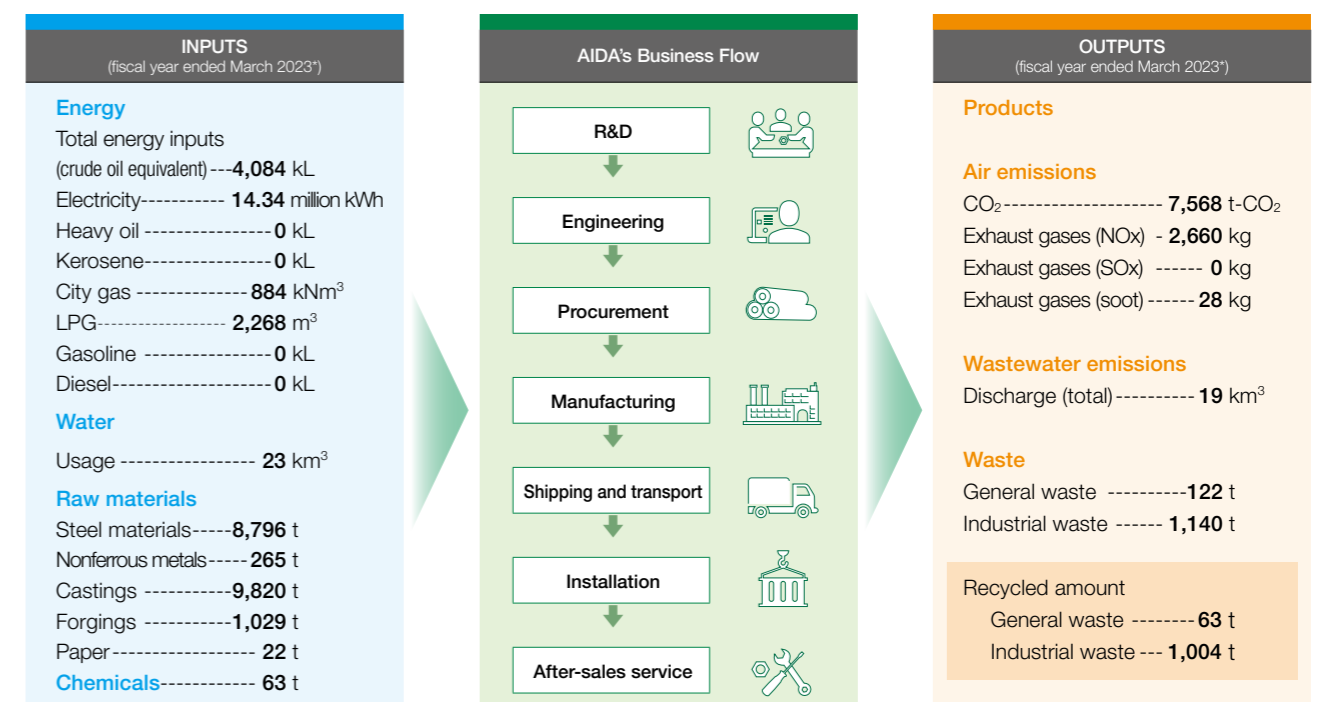 INPUTS
(fiscal year ended March 2023*)
Energy
Total energy inputs
(crude oil equivalent)---4,084 kL
Electricity----------- 14.34 million kWh
Heavy oil ----------------0 kL
Kerosene----------------0 kL
City gas --------------884 kNm³
LPG-------------------- 2,268 m³
Gasoline ----------------0 kL
Diesel--------------------0 kL
Water
Usage ----------------- 23 km³
Raw materials
Steel materials-----8,796 t
Nonferrous metals-----265 t
Castings -----------9,820 t
Forgings -----------1,029 t
Paper------------------ 22 t
Chemicals------------ 63 t
AIDA's Business Flow
R&D
Engineering
Procurement
Manufacturing
Shipping and transport
Installation
After-sales service
OUTPUTS
(fiscal year ended March 2023*)
Products
Air emissions
CO₂-------------------- 7,568 t-CO₂
Exhaust gases (NOx) - 2,660 kg
Exhaust gases (SOx) ------ 0 kg
Exhaust gases (soot) ------ 28 kg
Wastewater emissions
Discharge (total)---------- 19 km³
Waste
General waste ----------122 t
Industrial waste ------ 1,140 t
Recycled amount
General waste --------63 t
Industrial waste --- 1,004 t